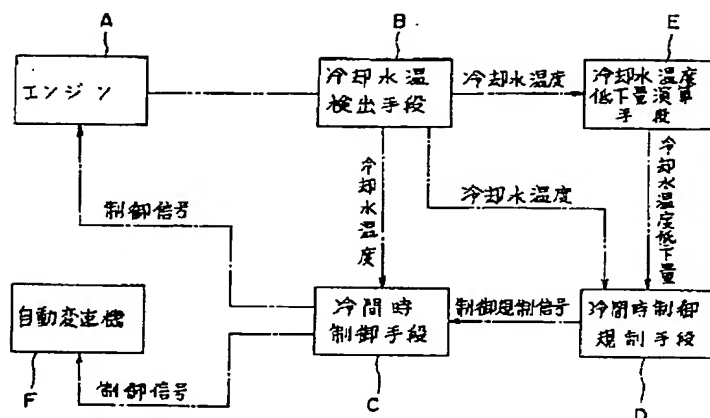 A
B
E
エンジン
冷却水温
検出手段
冷却水温度
冷却水温度
低下量演算
手段
冷却水温度
冷却水温度
冷却水温度低下量
制御信号
自動変速機
冷間時
制御手段
制御規制信号
冷間時制御
規制手段
制御信号
F
C
D